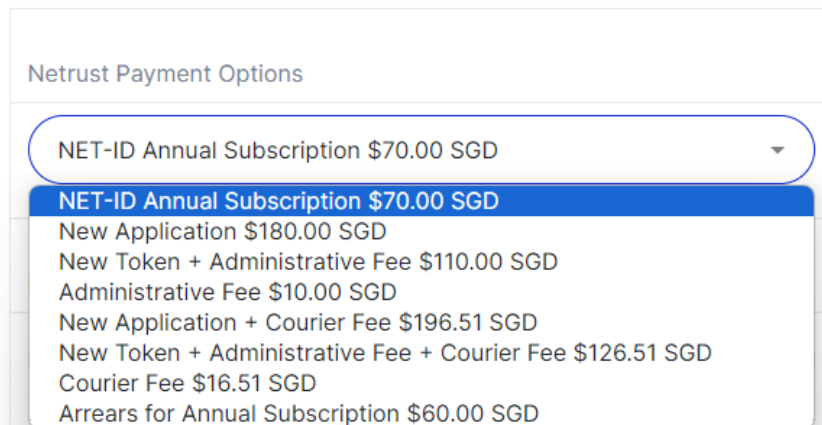 Netrust Payment Options
NET-ID Annual Subscription $70.00 SGD
NET-ID Annual Subscription $70.00 SGD
New Application $180.00 SGD
New Token + Administrative Fee $110.00 SGD
Administrative Fee $10.00 SGD
New Application + Courier Fee $196.51 SGD
New Token + Administrative Fee + Courier Fee $126.51 SGD
Courier Fee $16.51 SGD
Arrears for Annual Subscription $60.00 SGD